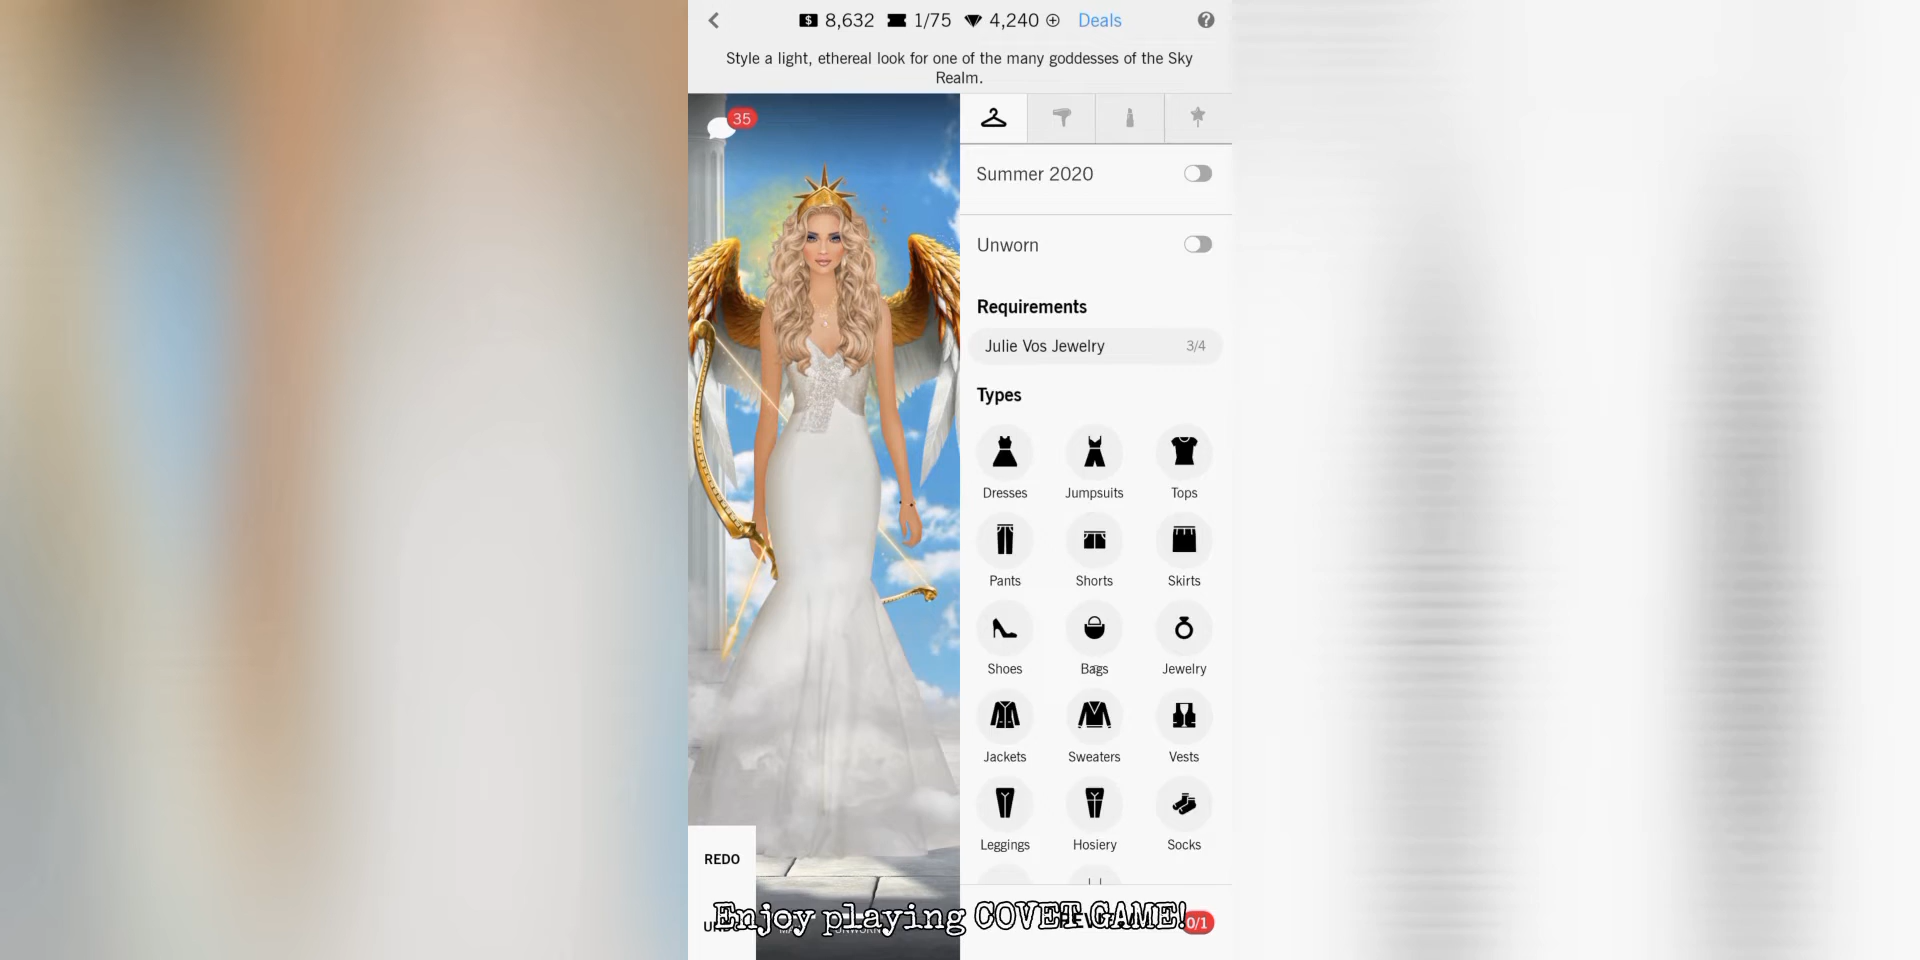 8,632 1/75 4,240 Deals
Style a light, ethereal look for one of the many goddesses of the Sky
Realm.
35
Summer 2020
Unworn
Requirements
Julie Vos Jewelry 3/4
Types
Dresses Jumpsuits Tops
Pants Shorts Skirts
Shoes Bags Jewelry
Jackets Sweaters Vests
Leggings Hosiery Socks
REDO
Enjoy playing COVET GAME!
0/1